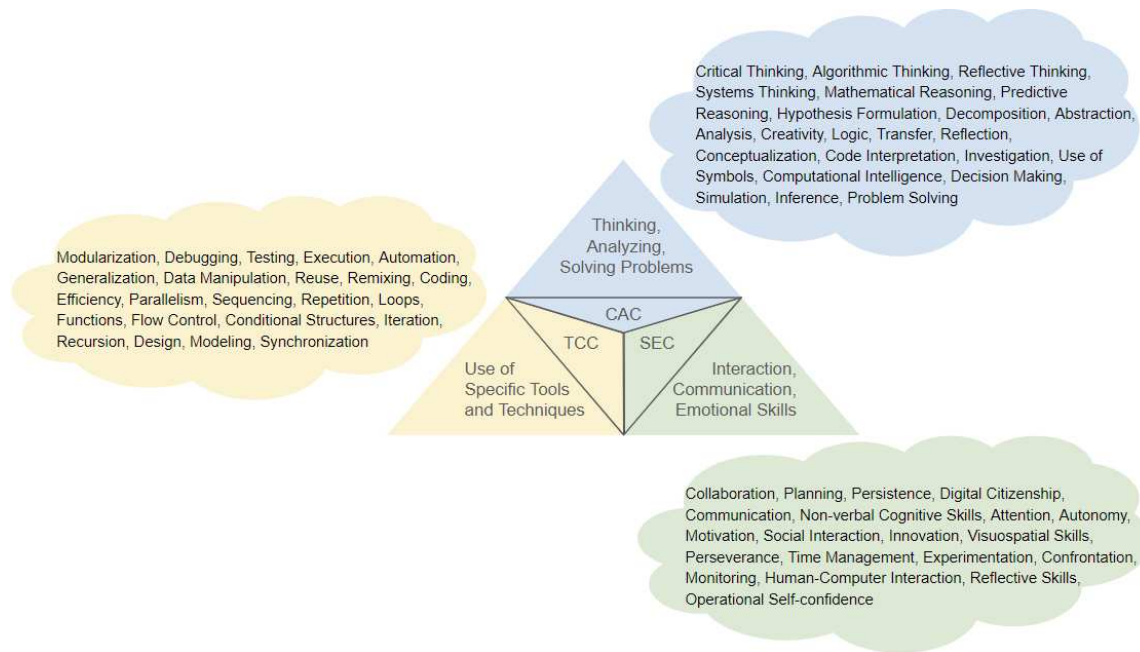 Critical Thinking, Algorithmic Thinking, Reflective Thinking,
Systems Thinking, Mathematical Reasoning, Predictive
Reasoning, Hypothesis Formulation, Decomposition, Abstraction,
Analysis, Creativity, Logic, Transfer, Reflection,
Conceptualization, Code Interpretation, Investigation, Use of
Symbols, Computational Intelligence, Decision Making,
Simulation, Inference, Problem Solving
Thinking,
Analyzing,
Solving Problems
Modularization, Debugging, Testing, Execution, Automation,
Generalization, Data Manipulation, Reuse, Remixing, Coding,
Efficiency, Parallelism, Sequencing, Repetition, Loops,
Functions, Flow Control, Conditional Structures, Iteration,
Recursion, Design, Modeling, Synchronization
CAC
TCC
SEC
Use of
Specific Tools
and Techniques
Interaction,
Communication,
Emotional Skills
Collaboration, Planning, Persistence, Digital Citizenship,
Communication, Non-verbal Cognitive Skills, Attention, Autonomy,
Motivation, Social Interaction, Innovation, Visuospatial Skills,
Perseverance, Time Management, Experimentation, Confrontation,
Monitoring, Human-Computer Interaction, Reflective Skills,
Operational Self-confidence